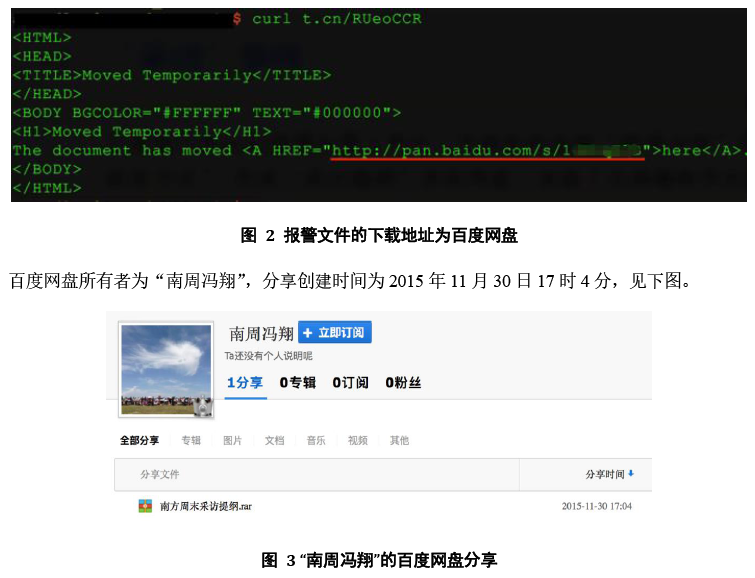 $ curl t.cn/RUeoCCR
<HTML>
<HEAD>
<TITLE>Moved Temporarily</TITLE>
</HEAD>
<BODY BGCOLOR="#FFFFFF" TEXT="#000000">
<H1>Moved Temporarily</H1>
The document has moved <A HREF="http://pan.baidu.com/s/1">here</A>.
</BODY>
</HTML>
图 2 报警文件的下载地址为百度网盘
百度网盘所有者为“南周冯翔”，分享创建时间为 2015 年 11 月 30 日 17 时 4 分，见下图。
南周冯翔 + 立即订阅
Ta还没有个人说明呢
1分享 0专辑 0订阅 0粉丝
全部分享 专辑 图片 文档 音乐 视频 其他
分享文件 分享时间
南方周末采访提纲.rar 2015-11-30 17:04
图 3 “南周冯翔”的百度网盘分享